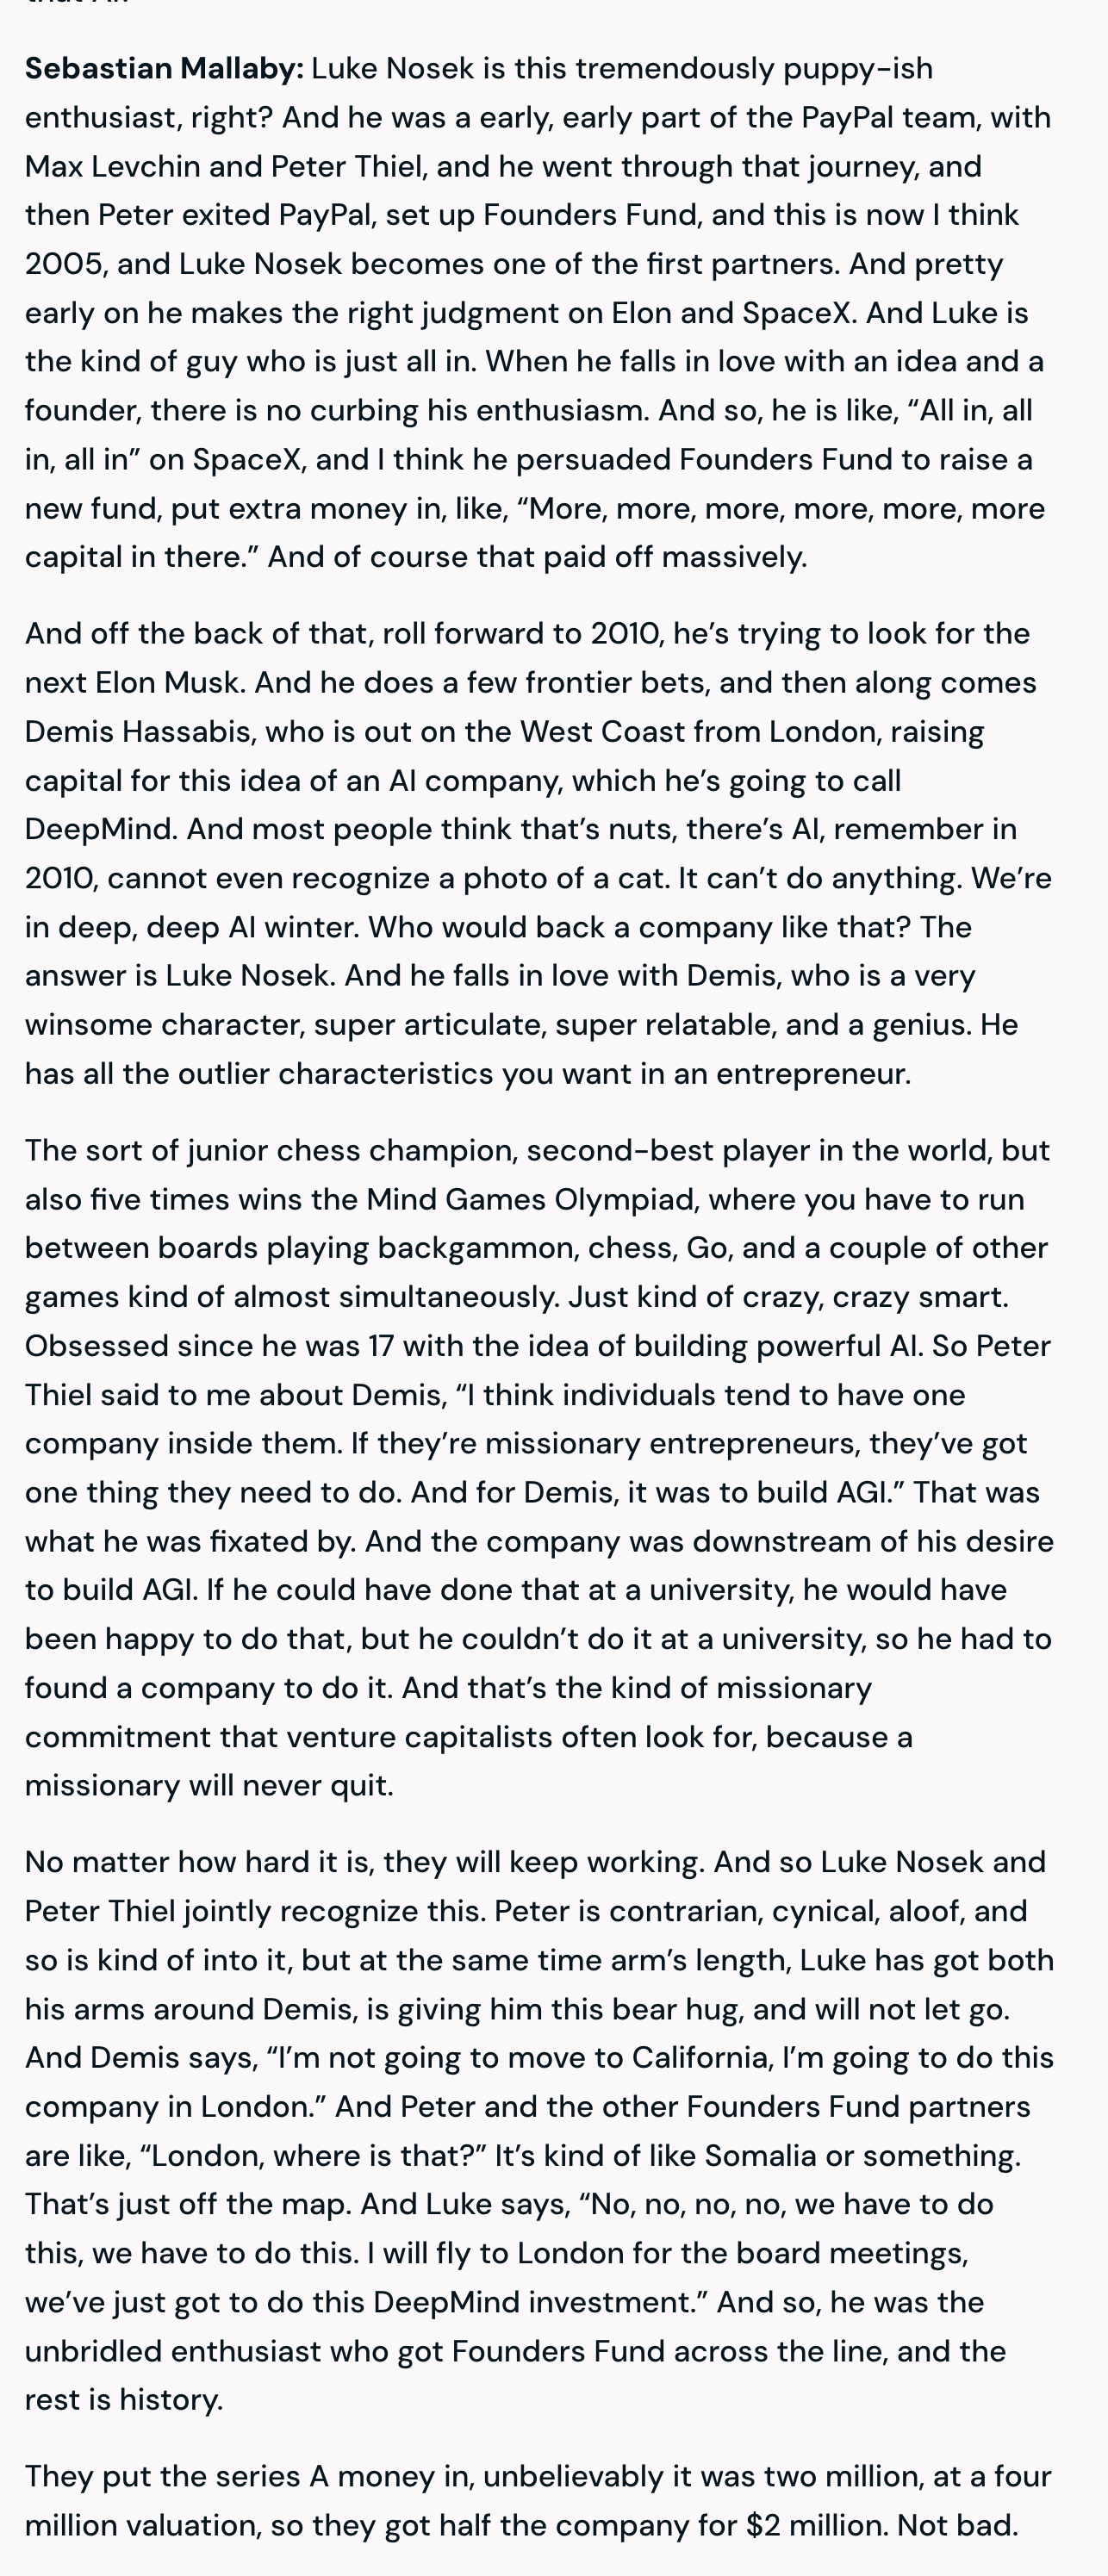 Sebastian Mallaby: Luke Nosek is this tremendously puppy-ish
enthusiast, right? And he was a early, early part of the PayPal team, with
Max Levchin and Peter Thiel, and he went through that journey, and
then Peter exited PayPal, set up Founders Fund, and this is now I think
2005, and Luke Nosek becomes one of the first partners. And pretty
early on he makes the right judgment on Elon and SpaceX. And Luke is
the kind of guy who is just all in. When he falls in love with an idea and a
founder, there is no curbing his enthusiasm. And so, he is like, “All in, all
in, all in” on SpaceX, and I think he persuaded Founders Fund to raise a
new fund, put extra money in, like, “More, more, more, more, more, more
capital in there.” And of course that paid off massively.
And off the back of that, roll forward to 2010, he’s trying to look for the
next Elon Musk. And he does a few frontier bets, and then along comes
Demis Hassabis, who is out on the West Coast from London, raising
capital for this idea of an AI company, which he’s going to call
DeepMind. And most people think that’s nuts, there’s AI, remember in
2010, cannot even recognize a photo of a cat. It can’t do anything. We’re
in deep, deep AI winter. Who would back a company like that? The
answer is Luke Nosek. And he falls in love with Demis, who is a very
winsome character, super articulate, super relatable, and a genius. He
has all the outlier characteristics you want in an entrepreneur.
The sort of junior chess champion, second-best player in the world, but
also five times wins the Mind Games Olympiad, where you have to run
between boards playing backgammon, chess, Go, and a couple of other
games kind of almost simultaneously. Just kind of crazy, crazy smart.
Obsessed since he was 17 with the idea of building powerful AI. So Peter
Thiel said to me about Demis, “I think individuals tend to have one
company inside them. If they’re missionary entrepreneurs, they’ve got
one thing they need to do. And for Demis, it was to build AGI.” That was
what he was fixated by. And the company was downstream of his desire
to build AGI. If he could have done that at a university, he would have
been happy to do that, but he couldn’t do it at a university, so he had to
found a company to do it. And that’s the kind of missionary
commitment that venture capitalists often look for, because a
missionary will never quit.
No matter how hard it is, they will keep working. And so Luke Nosek and
Peter Thiel jointly recognize this. Peter is contrarian, cynical, aloof, and
so is kind of into it, but at the same time arm’s length, Luke has got both
his arms around Demis, is giving him this bear hug, and will not let go.
And Demis says, “I’m not going to move to California, I’m going to do this
company in London.” And Peter and the other Founders Fund partners
are like, “London, where is that?” It’s kind of like Somalia or something.
That’s just off the map. And Luke says, “No, no, no, no, we have to do
this, we have to do this. I will fly to London for the board meetings,
we’ve just got to do this DeepMind investment.” And so, he was the
unbridled enthusiast who got Founders Fund across the line, and the
rest is history.
They put the series A money in, unbelievably it was two million, at a four
million valuation, so they got half the company for $2 million. Not bad.